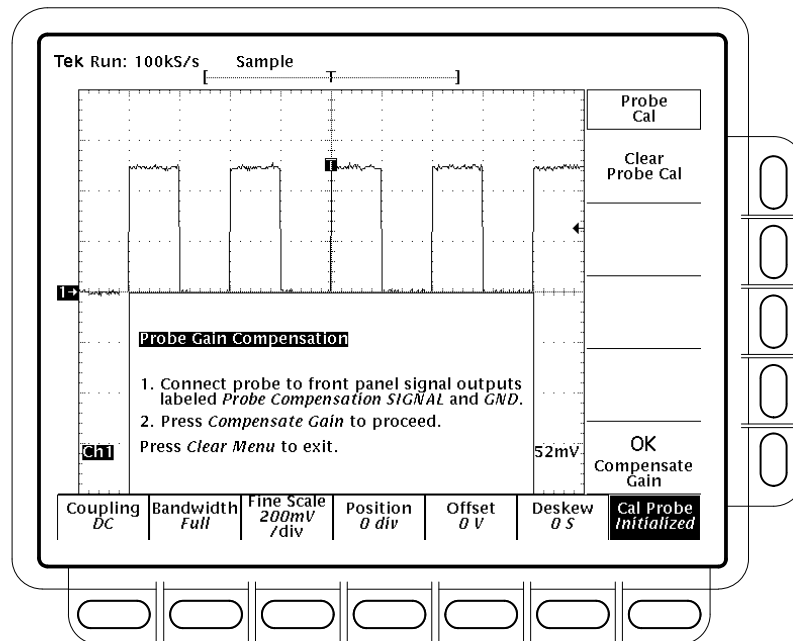 Tek Run: 100kS/s Sample
T
Probe
Cal
Clear
Probe Cal
T
1
Probe Gain Compensation
1. Connect probe to front panel signal outputs
labeled Probe Compensation SIGNAL and GND.
2. Press Compensate Gain to proceed.
Press Clear Menu to exit.
Ch1
52mV
OK
Compensate
Gain
Coupling
DC
Bandwidth
Full
Fine Scale
200mV
/div
Position
0 div
Offset
0 V
Deskew
0 S
Cal Probe
Initialized